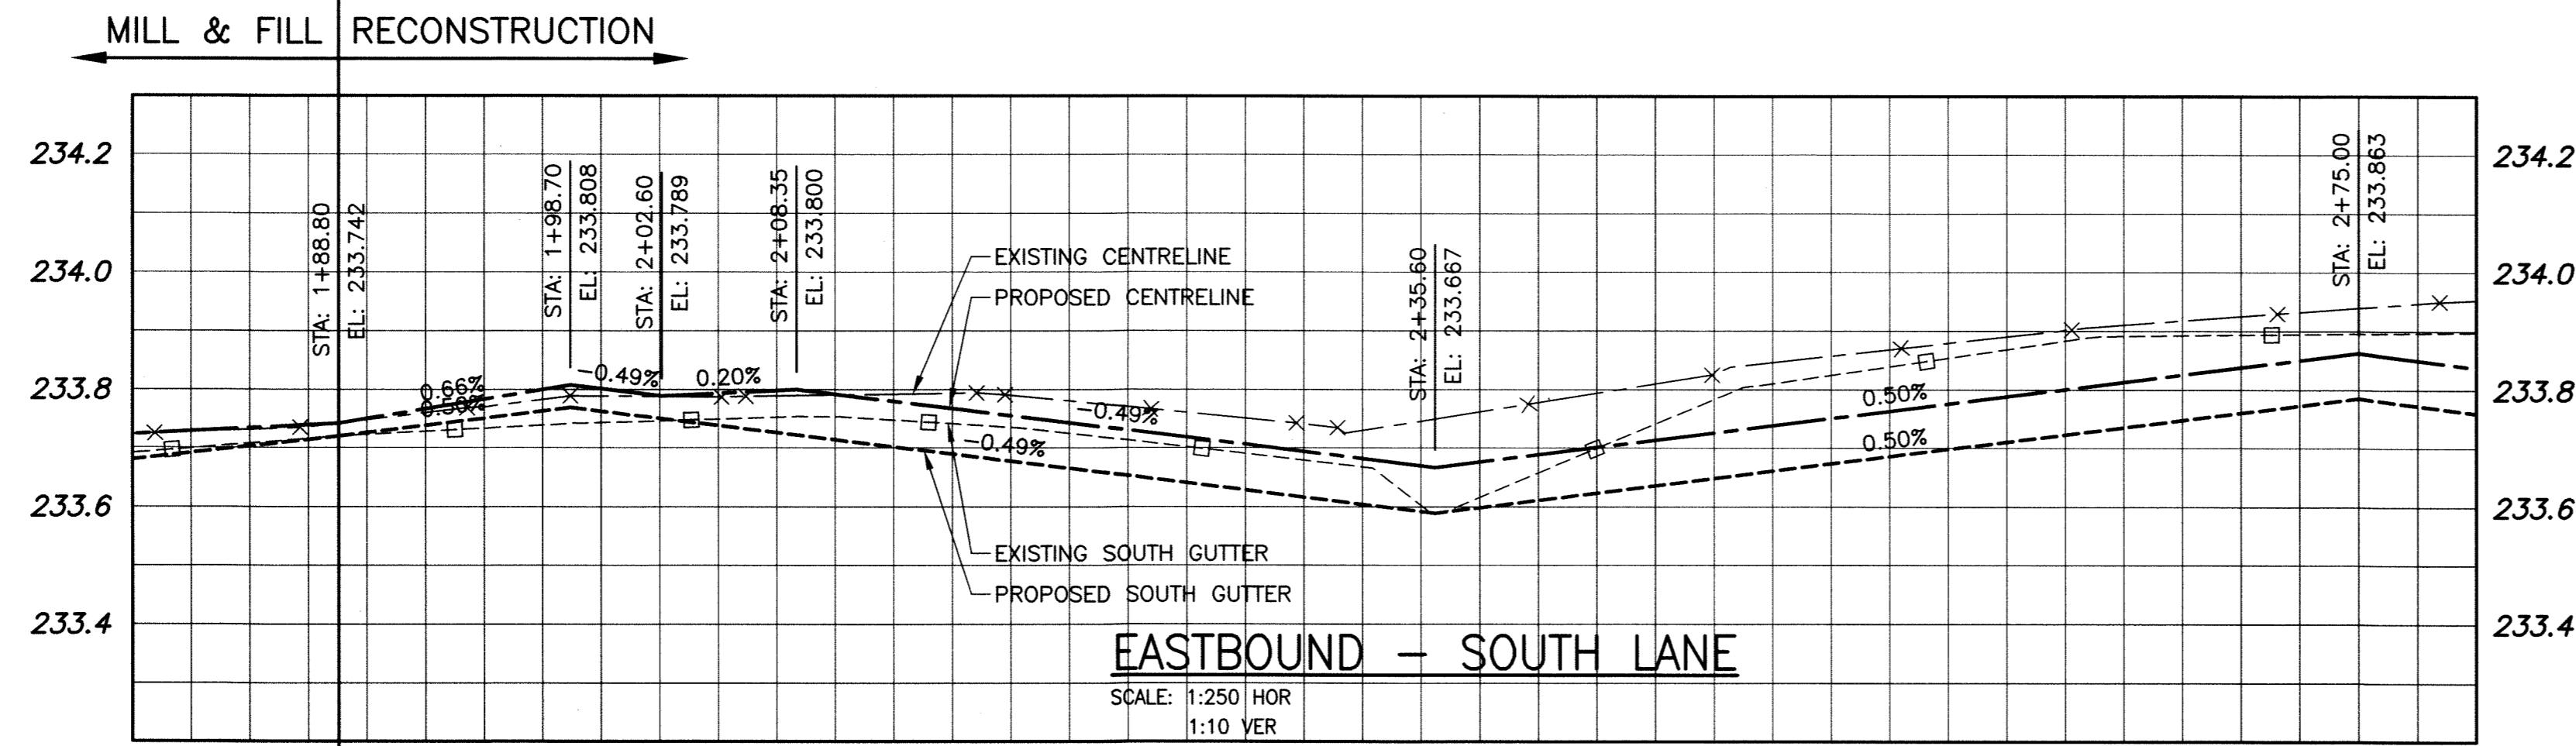 MILL & FILL RECONSTRUCTION
234.2
234.0
233.8
233.6
233.4
STA: 1+88.80
EL: 233.742
STA: 1+98.70
EL: 233.808
STA: 2+02.60
EL: 233.789
STA: 2+08.35
EL: 233.800
STA: 2+35.60
EL: 233.667
STA: 2+75.00
EL: 233.863
EXISTING CENTRELINE
PROPOSED CENTRELINE
0.66%
0.50%
-0.49%
0.20%
-0.49%
-0.49%
0.50%
0.50%
EXISTING SOUTH GUTTER
PROPOSED SOUTH GUTTER
EASTBOUND - SOUTH LANE
SCALE: 1:250 HOR
1:10 VER
234.2
234.0
233.8
233.6
233.4